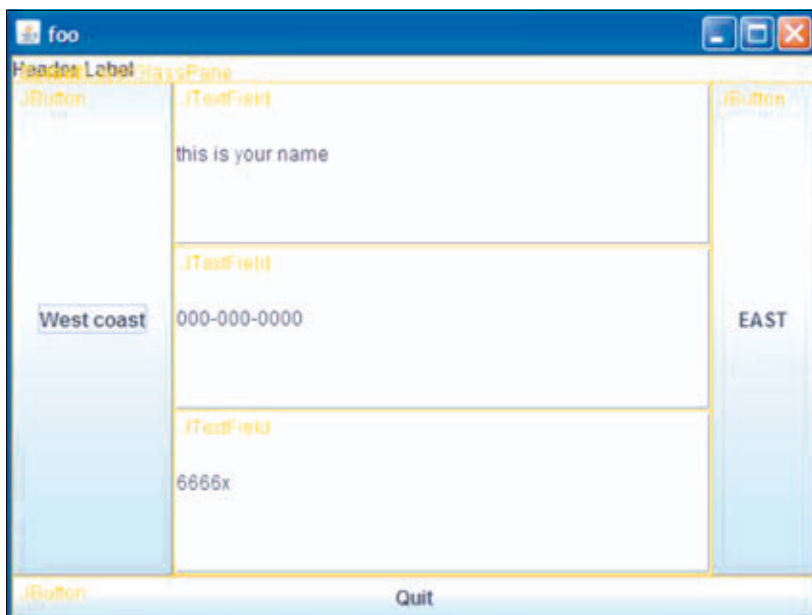 foo
Header Label GlassPane
JButton JTextField JButton
this is your name
JTextField
West coast 000-000-0000 EAST
JTextField
6666x
JButton Quit